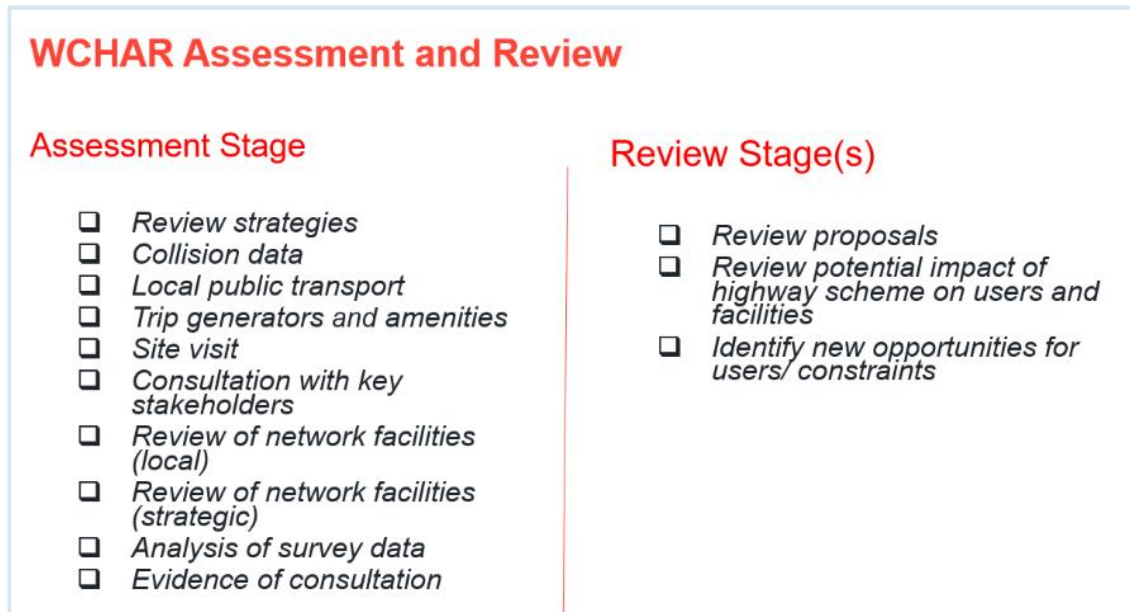 WCHAR Assessment and Review
Assessment Stage
Review strategies
Collision data
Local public transport
Trip generators and amenities
Site visit
Consultation with key
stakeholders
Review of network facilities
(local)
Review of network facilities
(strategic)
Analysis of survey data
Evidence of consultation
Review Stage(s)
Review proposals
Review potential impact of
highway scheme on users and
facilities
Identify new opportunities for
users/ constraints